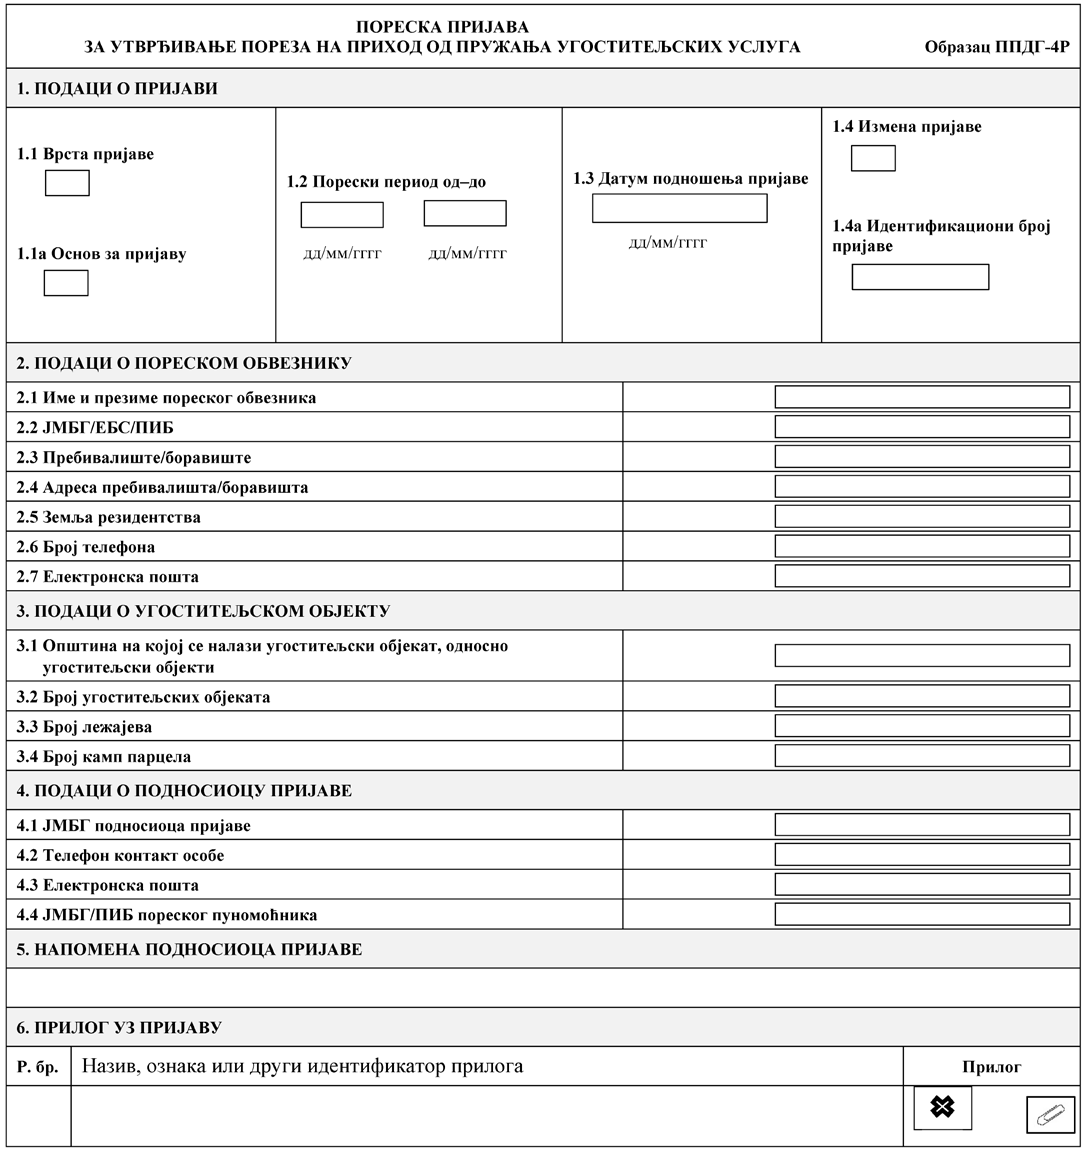 ПОРЕСКА ПРИЈАВА
ЗА УТВРЂИВАЊЕ ПОРЕЗА НА ПРИХОД ОД ПРУЖАЊА УГОСТИТЕЉСКИХ УСЛУГА
Образац ППДГ-4Р
1. ПОДАЦИ О ПРИЈАВИ
1.1 Врста пријаве
1.1а Основ за пријаву
1.2 Порески период од–до
дд/мм/гггг дд/мм/гггг
1.3 Датум подношења пријаве
дд/мм/гггг
1.4 Измена пријаве
1.4а Идентификациони број
пријаве
2. ПОДАЦИ О ПОРЕСКОМ ОБВЕЗНИКУ
2.1 Име и презиме пореског обвезника
2.2 ЈМБГ/ЕБС/ПИБ
2.3 Пребивалиште/боравиште
2.4 Адреса пребивалишта/боравишта
2.5 Земља резидентства
2.6 Број телефона
2.7 Електронска пошта
3. ПОДАЦИ О УГОСТИТЕЉСКОМ ОБЈЕКТУ
3.1 Општина на којој се налази угоститељски објекат, односно
угоститељски објекти
3.2 Број угоститељских објеката
3.3 Број лежајева
3.4 Број камп парцела
4. ПОДАЦИ О ПОДНОСИОЦУ ПРИЈАВЕ
4.1 ЈМБГ подносиоца пријаве
4.2 Телефон контакт особе
4.3 Електронска пошта
4.4 ЈМБГ/ПИБ пореског пуномоћника
5. НАПОМЕНА ПОДНОСИОЦА ПРИЈАВЕ
6. ПРИЛОГ УЗ ПРИЈАВУ
Р. бр. Назив, ознака или други идентификатор прилога Прилог